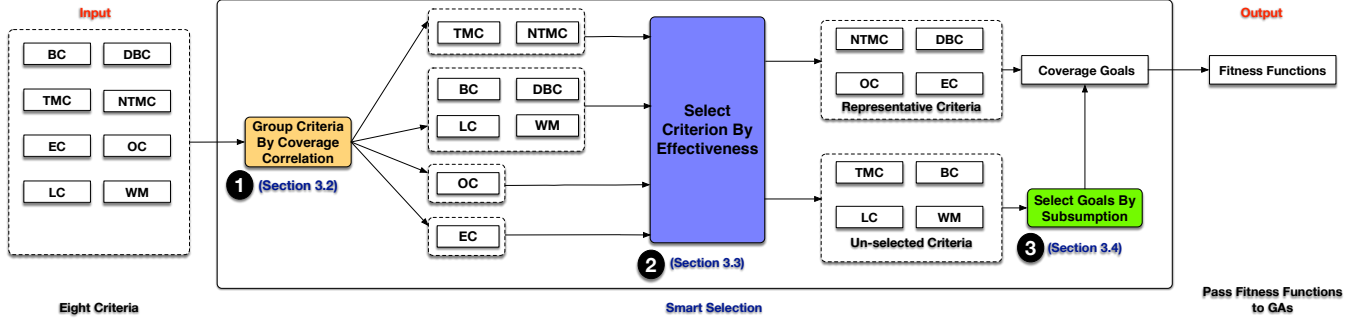 Input
BC
DBC
TMC
NTMC
EC
OC
LC
WM
Eight Criteria
Group Criteria
By Coverage
Correlation
1
(Section 3.2)
TMC
NTMC
BC
DBC
LC
WM
OC
EC
Select
Criterion By
Effectiveness
2
(Section 3.3)
Smart Selection
NTMC
DBC
OC
EC
Representative Criteria
TMC
BC
LC
WM
Un-selected Criteria
Coverage Goals
Select Goals By
Subsumption
3
(Section 3.4)
Output
Fitness Functions
Pass Fitness Functions
to GAs